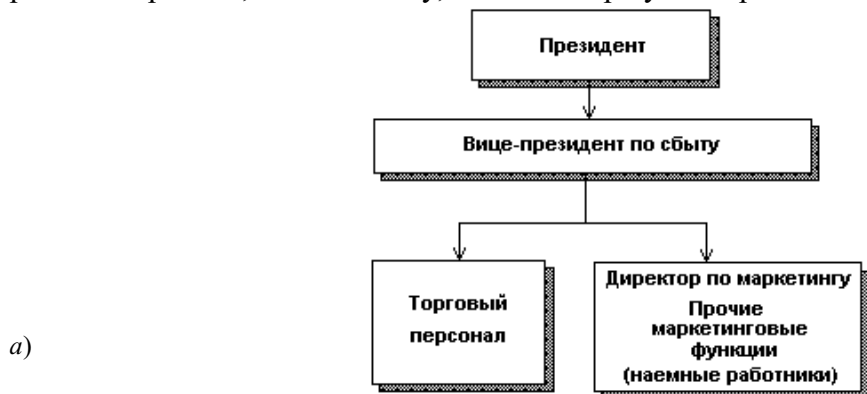 Президент
Вице-президент по сбыту
Торговый
персонал
Директор по маркетингу
Прочие
маркетинговые
функции
(наемные работники)
а)